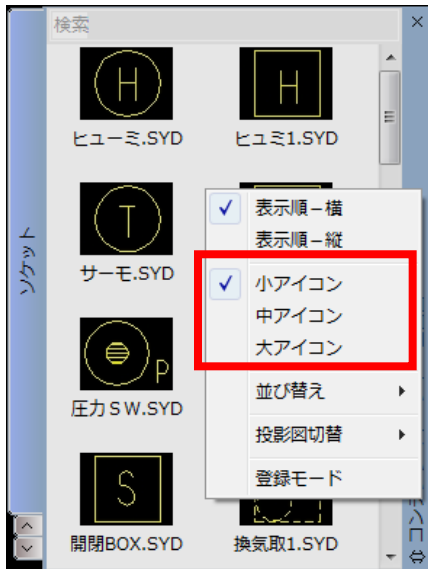 検索
H
H
ヒューミ.SYD
ヒュミ1.SYD
T
サーモ.SYD
P
圧力SW.SYD
S
開閉BOX.SYD
換気取1.SYD
ソケット
表示順－横
表示順－縦
小アイコン
中アイコン
大アイコン
並び替え
投影図切替
登録モード